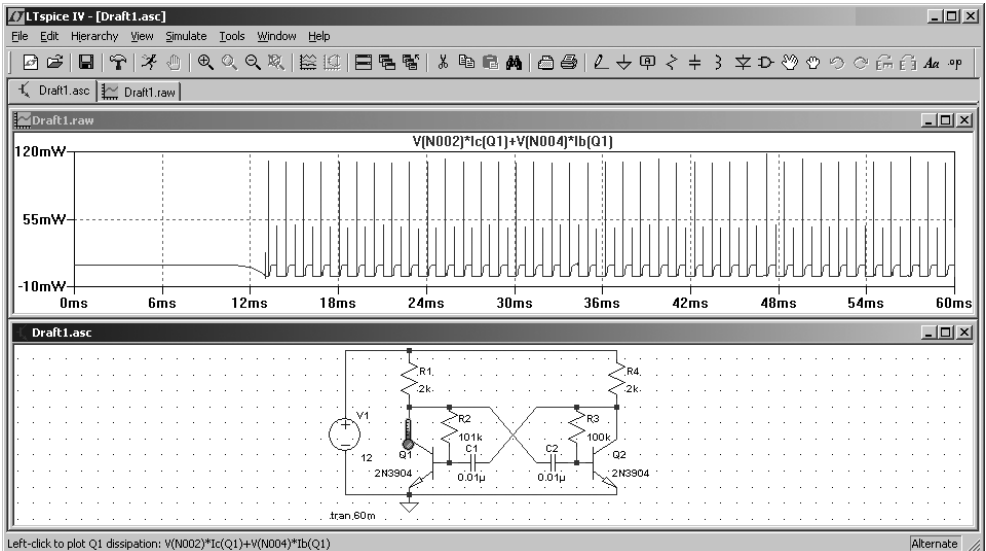 LTspice IV - [Draft1.asc]
File Edit Hierarchy View Simulate Tools Window Help
Aa .op
Draft1.asc Draft1.raw
Draft1.raw
V(N002)*Ic(Q1)+V(N004)*Ib(Q1)
120mW
55mW
-10mW
0ms 6ms 12ms 18ms 24ms 30ms 36ms 42ms 48ms 54ms 60ms
Draft1.asc
R1 R4
2k 2k
V1 R2 R3
101k 100k
Q1 C1 C2 Q2
12
2N3904 0.01µ 0.01µ 2N3904
.tran 60m
Left-click to plot Q1 dissipation: V(N002)*Ic(Q1)+V(N004)*Ib(Q1) Alternate